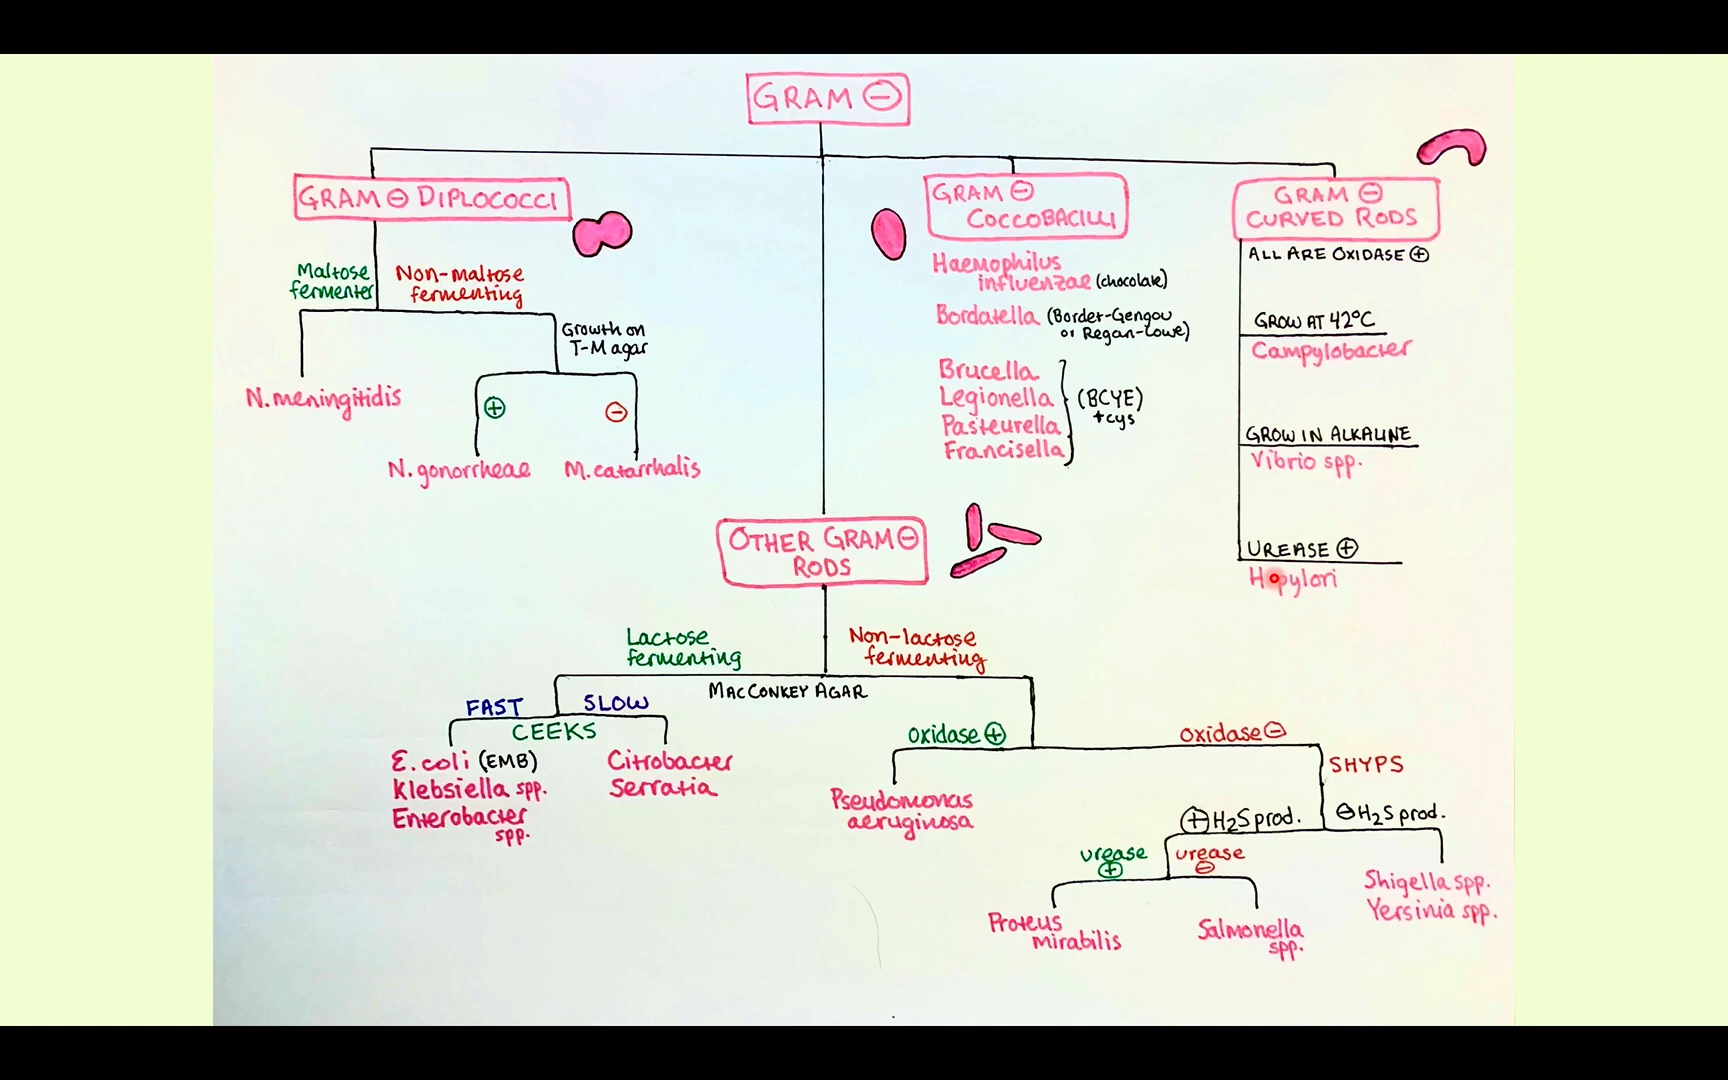 GRAM ⊖
GRAM ⊖ DIPLOCOCCI
Maltose
fermenter
Non-maltose
fermenting
Growth on
T-M agar
N. meningitidis
⊕
⊖
N. gonorrheae
M. catarrhalis
GRAM ⊖
COCCOBACILLI
Haemophilus
influenzae (chocolate)
Bordatella (Border-Gengou
or Regan-Lowe)
Brucella
Legionella
Pasteurella
Francisella
(BCYE)
+cys
GRAM ⊖
CURVED RODS
ALL ARE OXIDASE ⊕
GROW AT 42°C
Campylobacter
GROW IN ALKALINE
Vibrio spp.
UREASE ⊕
H pylori
OTHER GRAM ⊖
RODS
Lactose
fermenting
Non-lactose
fermenting
MACCONKEY AGAR
FAST
SLOW
CEEKS
E. coli (EMB)
Klebsiella spp.
Enterobacter
spp.
Citrobacter
Serratia
oxidase ⊕
oxidase ⊖
Pseudomonas
aeruginosa
SHYPS
⊕ H₂S prod.
⊖ H₂S prod.
urease
⊕
urease
⊖
Proteus
mirabilis
Salmonella
spp.
Shigella spp.
Yersinia spp.